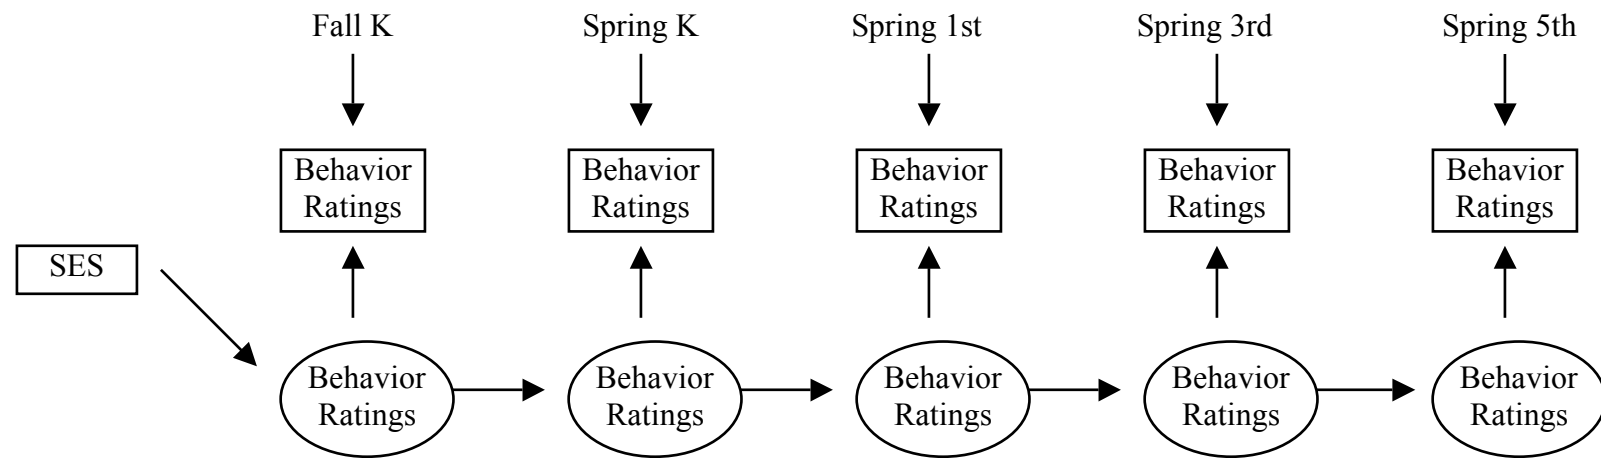 Fall K
Spring K
Spring 1st
Spring 3rd
Spring 5th
Behavior
Ratings
Behavior
Ratings
Behavior
Ratings
Behavior
Ratings
Behavior
Ratings
SES
Behavior
Ratings
Behavior
Ratings
Behavior
Ratings
Behavior
Ratings
Behavior
Ratings